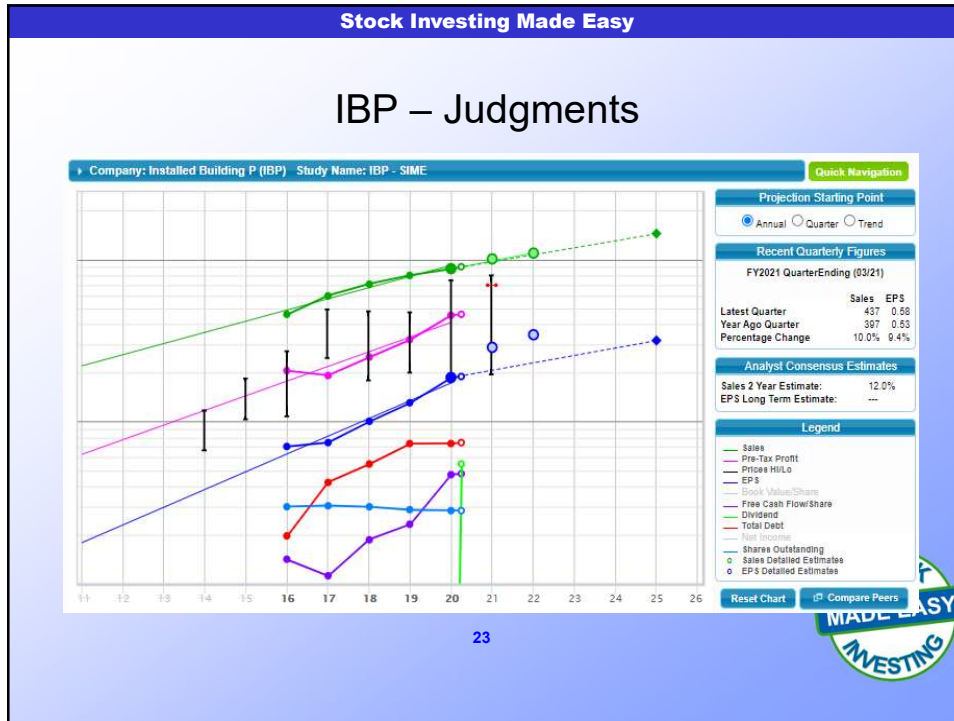 Stock Investing Made Easy
IBP – Judgments
Company: Installed Building P (IBP) Study Name: IBP - SIME
Quick Navigation
Projection Starting Point
Annual Quarter Trend
Recent Quarterly Figures
FY2021 QuarterEnding (03/21)
Sales EPS
Latest Quarter 437 0.58
Year Ago Quarter 397 0.53
Percentage Change 10.0% 9.4%
Analyst Consensus Estimates
Sales 2 Year Estimate: 12.0%
EPS Long Term Estimate: ---
Legend
Sales
Pre-Tax Profit
Prices Hi/Lo
EPS
Book Value/Share
Free Cash Flow/Share
Dividend
Total Debt
Net Income
Shares Outstanding
Sales Detailed Estimates
EPS Detailed Estimates
11 12 13 14 15 16 17 18 19 20 21 22 23 24 25 26
Reset Chart Compare Peers
MADE EASY
INVESTING
23